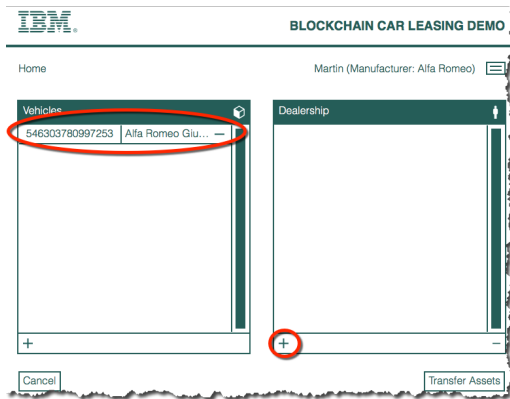 IBM.
BLOCKCHAIN CAR LEASING DEMO
Home
Martin (Manufacturer: Alfa Romeo)
Vehicles
Dealership
546303780997253 Alfa Romeo Giu... −
+
+ −
Cancel
Transfer Assets